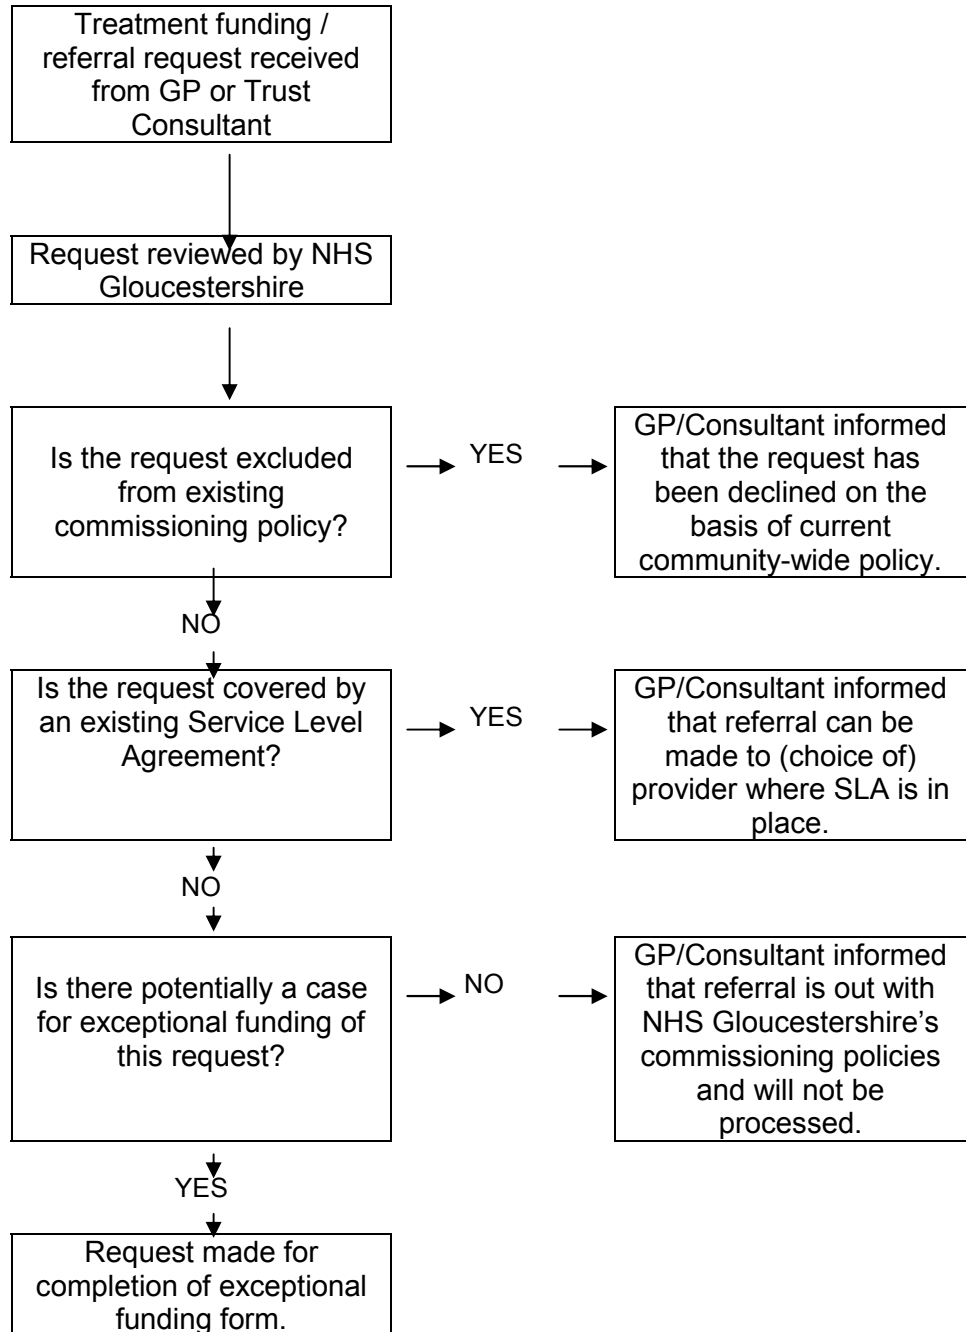 Treatment funding /
referral request received
from GP or Trust
Consultant
Request reviewed by NHS
Gloucestershire
Is the request excluded
from existing
commissioning policy?
YES
GP/Consultant informed
that the request has
been declined on the
basis of current
community-wide policy.
NO
Is the request covered by
an existing Service Level
Agreement?
YES
GP/Consultant informed
that referral can be
made to (choice of)
provider where SLA is in
place.
NO
Is there potentially a case
for exceptional funding of
this request?
NO
GP/Consultant informed
that referral is out with
NHS Gloucestershire’s
commissioning policies
and will not be
processed.
YES
Request made for
completion of exceptional
funding form.